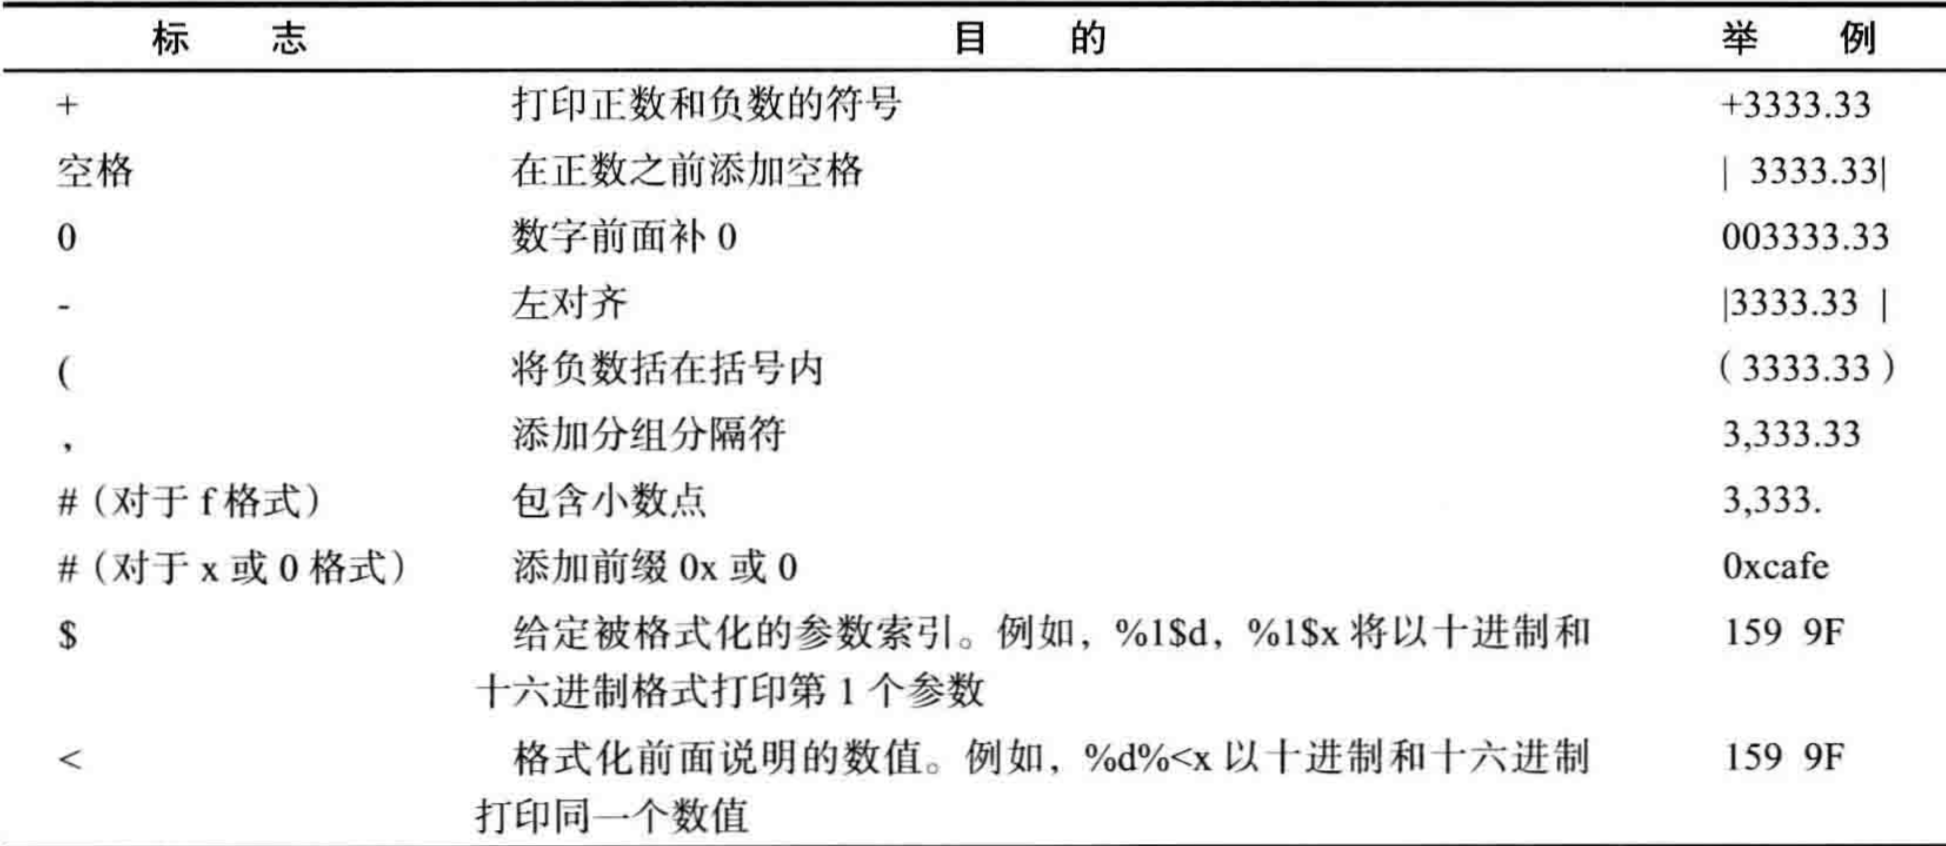 标 志 目 的 举 例
+ 打印正数和负数的符号 +3333.33
空格 在正数之前添加空格 | 3333.33|
0 数字前面补 0 003333.33
- 左对齐 |3333.33 |
( 将负数括在括号内 (3333.33)
, 添加分组分隔符 3,333.33
#(对于 f 格式) 包含小数点 3,333.
#(对于 x 或 0 格式) 添加前缀 0x 或 0 0xcafe
$ 给定被格式化的参数索引。例如，%1$d，%1$x 将以十进制和 159 9F
十六进制格式打印第 1 个参数
< 格式化前面说明的数值。例如，%d%<x 以十进制和十六进制 159 9F
打印同一个数值